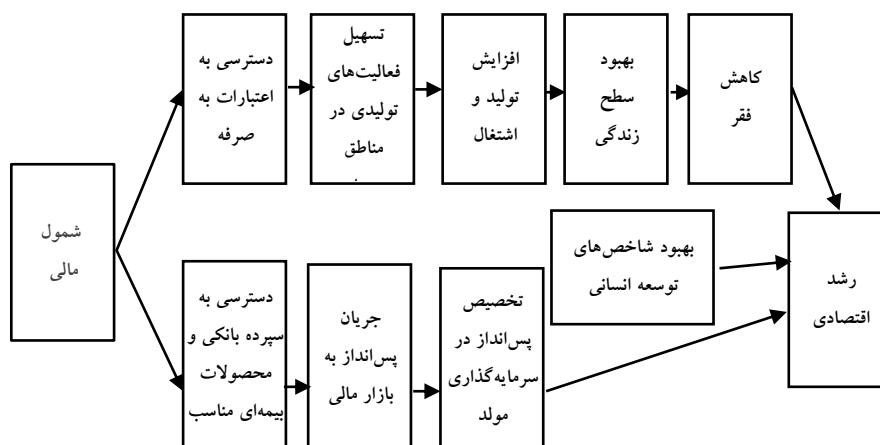 شمول
مالی
دسترسی به
اعتبارات به
صرفه
تسهیل
فعالیت‌های
تولیدی در
مناطق
افزایش
تولید و
اشتغال
بهبود
سطح
زندگی
کاهش
فقر
دسترسی به
سپرده بانکی و
محصولات
بیمه‌ای مناسب
جریان
پس‌انداز به
بازار مالی
تخصیص
پس‌انداز در
سرمایه‌گذاری
مولد
بهبود شاخص‌های
توسعه انسانی
رشد
اقتصادی